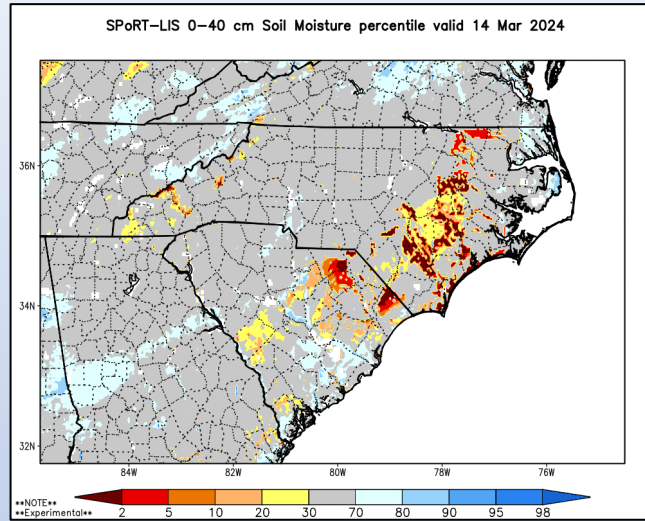 SPoRT-LIS 0-40 cm Soil Moisture percentile valid 14 Mar 2024
36N
34N
32N
84W 82W 80W 78W 76W
**NOTE**
**Experimental**
2 5 10 20 30 70 80 90 95 98